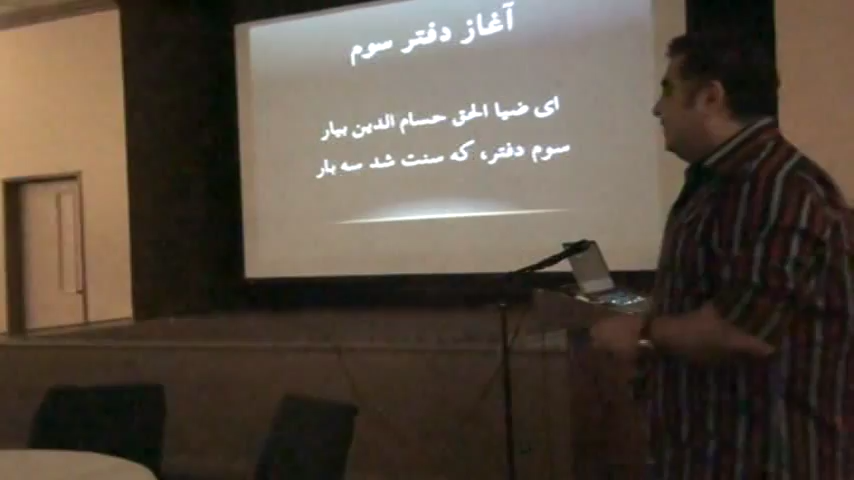 آغاز دفتر سوم
ای ضیا الحق حسام الدین بیار
سوم دفتر، که سنت شد سه بار